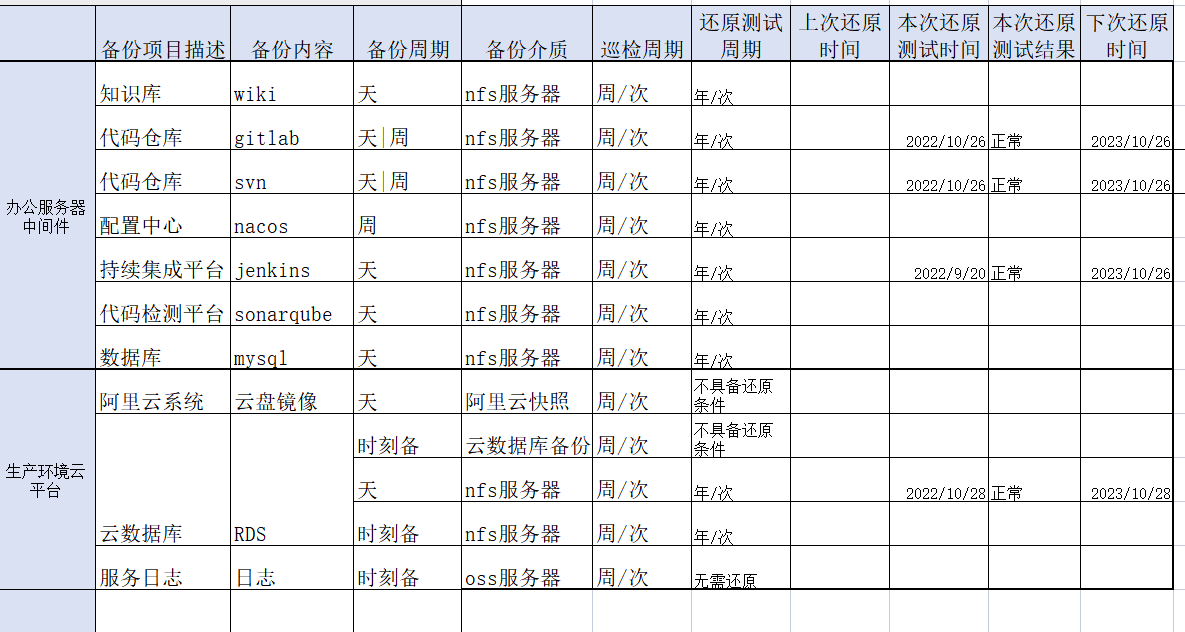 备份项目描述 备份内容 备份周期 备份介质 巡检周期 还原测试周期 上次还原时间 本次还原测试时间 本次还原测试结果 下次还原时间
办公服务器中间件
知识库 wiki 天 nfs服务器 周/次 年/次
代码仓库 gitlab 天|周 nfs服务器 周/次 年/次 2022/10/26 正常 2023/10/26
代码仓库 svn 天|周 nfs服务器 周/次 年/次 2022/10/26 正常 2023/10/26
配置中心 nacos 周 nfs服务器 周/次 年/次
持续集成平台 jenkins 天 nfs服务器 周/次 年/次 2022/9/20 正常 2023/10/26
代码检测平台 sonarqube 天 nfs服务器 周/次 年/次
数据库 mysql 天 nfs服务器 周/次 年/次
生产环境云平台
阿里云系统 云盘镜像 天 阿里云快照 周/次 不具备还原条件
时刻备 云数据库备份 周/次 不具备还原条件
天 nfs服务器 周/次 年/次 2022/10/28 正常 2023/10/28
云数据库 RDS 时刻备 nfs服务器 周/次 年/次
服务日志 日志 时刻备 oss服务器 周/次 无需还原